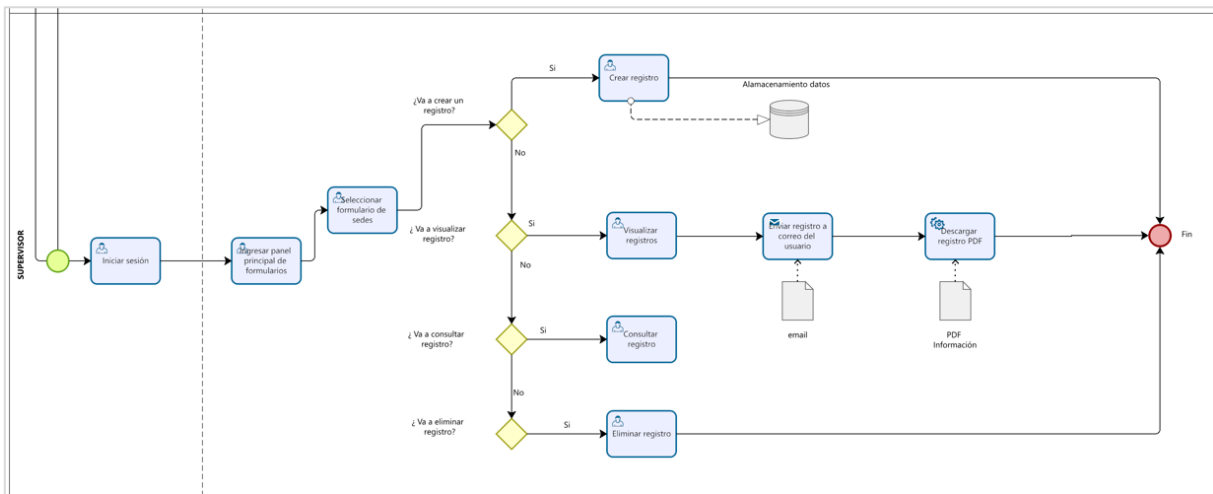 SUPERVISOR
Iniciar sesión
Ingresar panel
principal de
formularios
Seleccionar
formulario de
sedes
¿Va a crear un
registro?
Si
Crear registro
Alamacenamiento datos
No
¿ Va a visualizar
registro?
Si
Visualizar
registros
Enviar registro a
correo del
usuario
email
Descargar
registro PDF
PDF
Información
Fin
No
¿ Va a consultar
registro?
Si
Consultar
registro
No
¿ Va a eliminar
registro?
Si
Eliminar registro